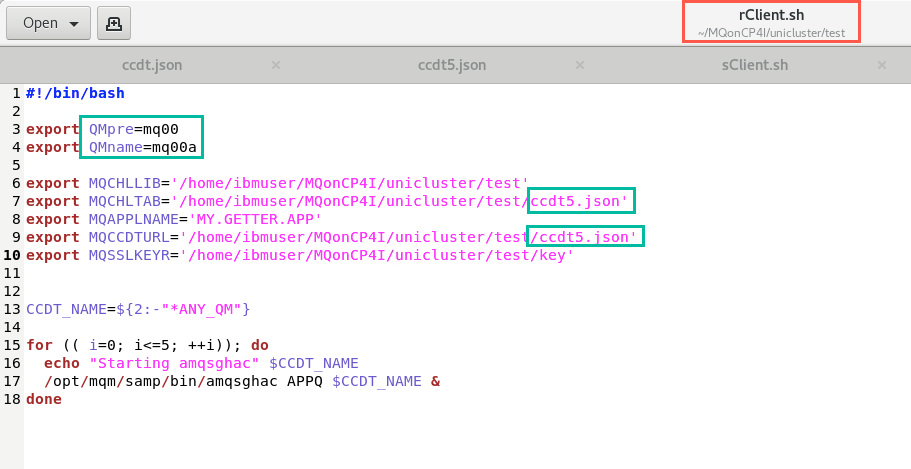 Open
rClient.sh
~/MQonCP4I/unicluster/test
ccdt.json × ccdt5.json × sClient.sh ×
1 #!/bin/bash
2
3 export QMpre=mq00
4 export QMname=mq00a
5
6 export MQCHLLIB='/home/ibmuser/MQonCP4I/unicluster/test'
7 export MQCHLTAB='/home/ibmuser/MQonCP4I/unicluster/test/ccdt5.json'
8 export MQAPPLNAME='MY.GETTER.APP'
9 export MQCCDTURL='/home/ibmuser/MQonCP4I/unicluster/test/ccdt5.json'
10 export MQSSLKEYR='/home/ibmuser/MQonCP4I/unicluster/test/key'
11
12
13 CCDT_NAME=${2:-"*ANY_QM"}
14
15 for (( i=0; i<=5; ++i)); do
16   echo "Starting amqsghac" $CCDT_NAME
17   /opt/mqm/samp/bin/amqsghac APPQ $CCDT_NAME &
18 done